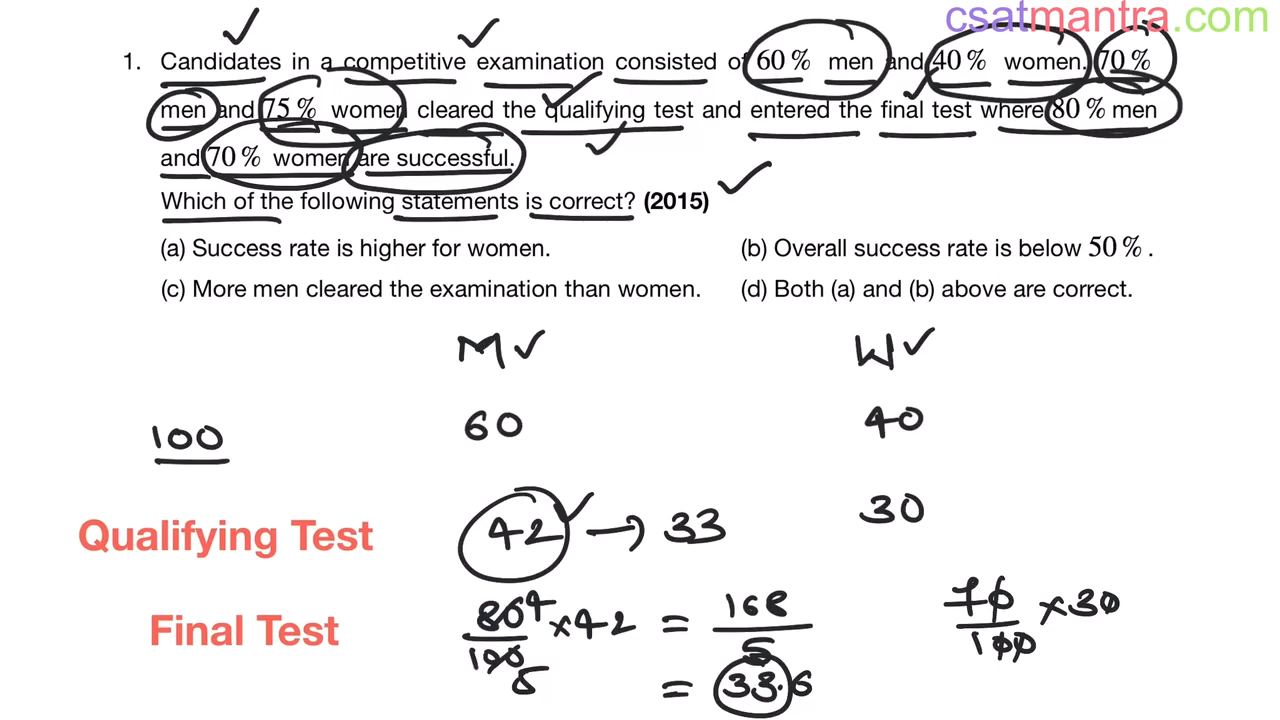 csatmantra.com
1. Candidates in a competitive examination consisted of 60 % men and 40 % women. 70 %
men and 75 % women cleared the qualifying test and entered the final test where 80 % men
and 70 % women are successful.
Which of the following statements is correct? (2015)
(a) Success rate is higher for women. (b) Overall success rate is below 50 % .
(c) More men cleared the examination than women. (d) Both (a) and (b) above are correct.
M ✓ W ✓
100 60 40
Qualifying Test 42 → 33 30
Final Test 80/100 4/5 × 42 = 168/5 70/100 × 30
= 33.6